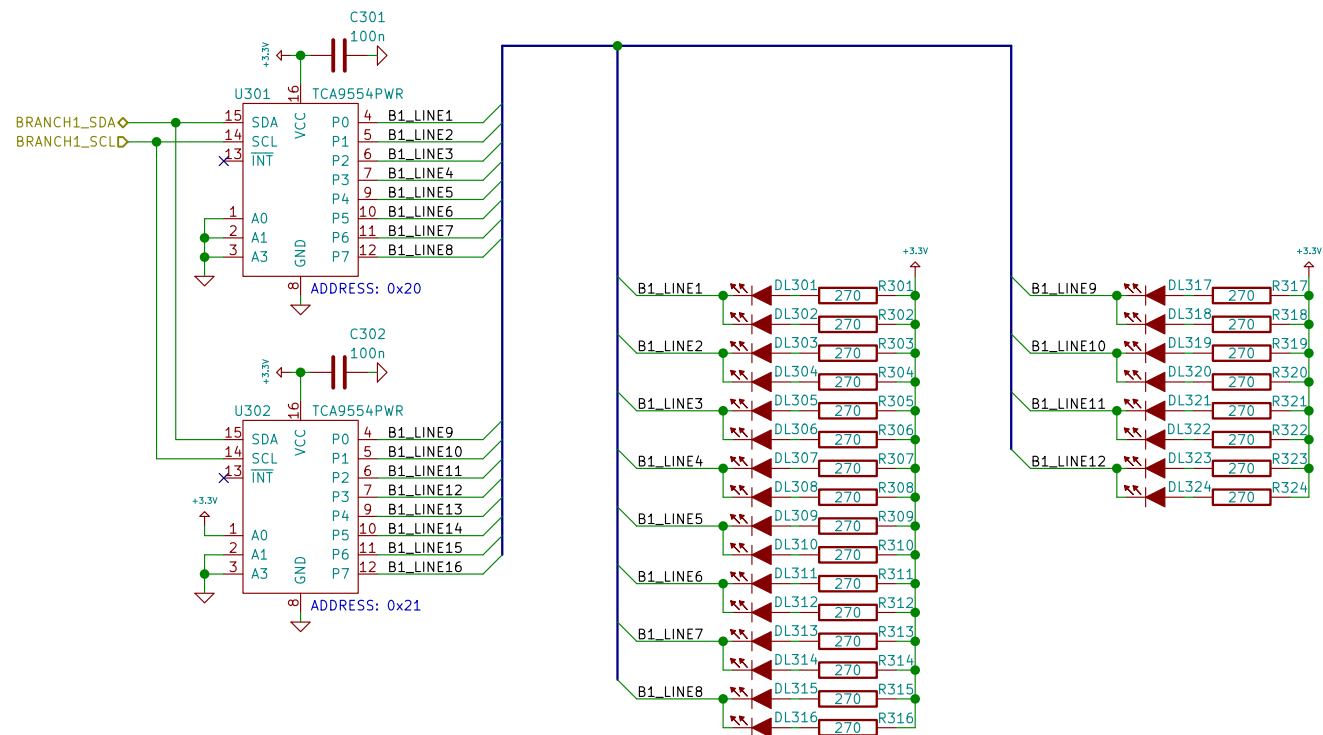 C301
100n
+3.3V
U301
TCA9554PWR
16
VCC
BRANCH1_SDA
BRANCH1_SCL
15 SDA
14 SCL
13 INT
1 A0
2 A1
3 A3
GND
8
P0 4 B1_LINE1
P1 5 B1_LINE2
P2 6 B1_LINE3
P3 7 B1_LINE4
P4 9 B1_LINE5
P5 10 B1_LINE6
P6 11 B1_LINE7
P7 12 B1_LINE8
ADDRESS: 0x20
C302
100n
+3.3V
U302
TCA9554PWR
16
VCC
15 SDA
14 SCL
13 INT
+3.3V
1 A0
2 A1
3 A3
GND
8
P0 4 B1_LINE9
P1 5 B1_LINE10
P2 6 B1_LINE11
P3 7 B1_LINE12
P4 9 B1_LINE13
P5 10 B1_LINE14
P6 11 B1_LINE15
P7 12 B1_LINE16
ADDRESS: 0x21
+3.3V
B1_LINE1 DL301 270 R301
DL302 270 R302
B1_LINE2 DL303 270 R303
DL304 270 R304
B1_LINE3 DL305 270 R305
DL306 270 R306
B1_LINE4 DL307 270 R307
DL308 270 R308
B1_LINE5 DL309 270 R309
DL310 270 R310
B1_LINE6 DL311 270 R311
DL312 270 R312
B1_LINE7 DL313 270 R313
DL314 270 R314
B1_LINE8 DL315 270 R315
DL316 270 R316
+3.3V
B1_LINE9 DL317 270 R317
DL318 270 R318
B1_LINE10 DL319 270 R319
DL320 270 R320
B1_LINE11 DL321 270 R321
DL322 270 R322
B1_LINE12 DL323 270 R323
DL324 270 R324